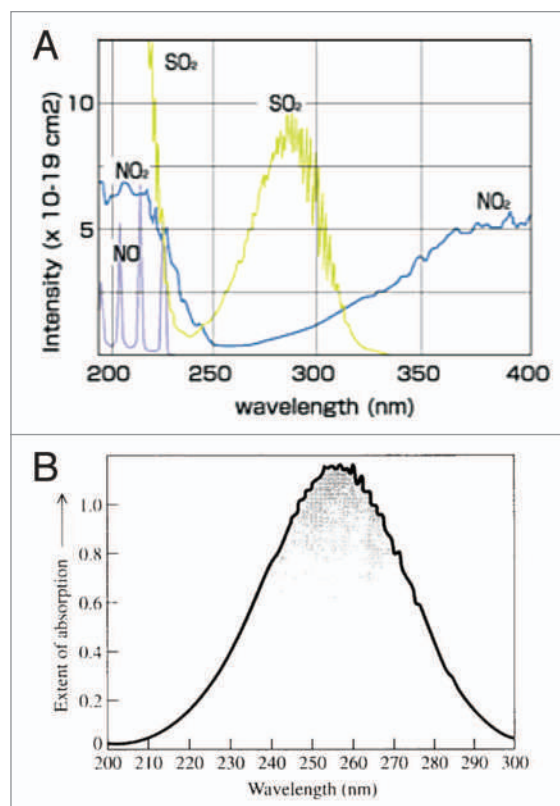 A
SO₂
SO₂
10
NO₂
NO₂
5
NO
Intensity (x 10-19 cm2)
200 250 300 350 400
wavelength (nm)
B
1.0
0.8
0.6
0.4
0.2
0
Extent of absorption
200 210 220 230 240 250 260 270 280 290 300
Wavelength (nm)